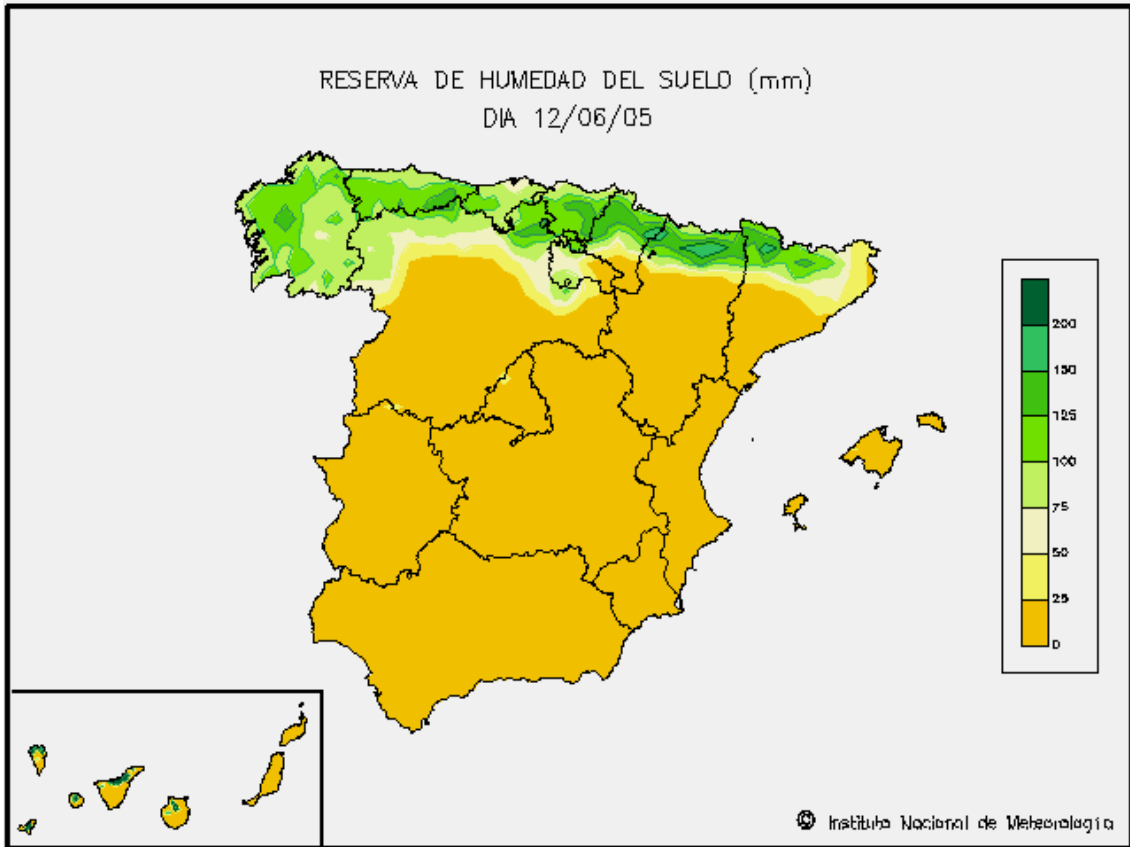 RESERVA DE HUMEDAD DEL SUELO (mm)
DIA 12/06/05
200
150
125
100
75
50
25
0
© Instituto Nacional de Meteorología